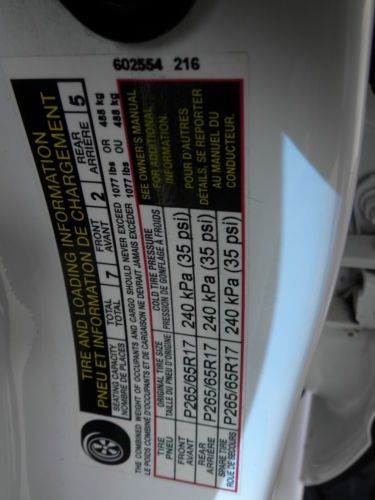 602554 216
TIRE AND LOADING INFORMATION
PNEU ET INFORMATION DE CHARGEMENT
SEATING CAPACITY TOTAL 7 FRONT 2 REAR 5
NOMBRE DE PLACES TOTAL AVANT ARRIÈRE
THE COMBINED WEIGHT OF OCCUPANTS AND CARGO SHOULD NEVER EXCEED 1077 lbs OR 488 kg
LE POIDS COMBINÉ D'OCCUPANTS ET DE CARGAISON NE DEVRAIT JAMAIS EXCÉDER 1077 lbs OU 488 kg
TIRE ORIGINAL TIRE SIZE COLD TIRE PRESSURE
PNEU TAILLE DU PNEU D'ORIGINE PRESSION DE GONFLAGE À FROIDS
FRONT P265/65R17 240 kPa (35 psi)
AVANT
REAR P265/65R17 240 kPa (35 psi)
ARRIÈRE
SPARE TIRE P265/65R17 240 kPa (35 psi)
ROUE DE RECOURS
SEE OWNER'S MANUAL
FOR ADDITIONAL
INFORMATION.
POUR D'AUTRES
DÉTAILS, SE REPORTER
AU MANUEL DU
CONDUCTEUR.